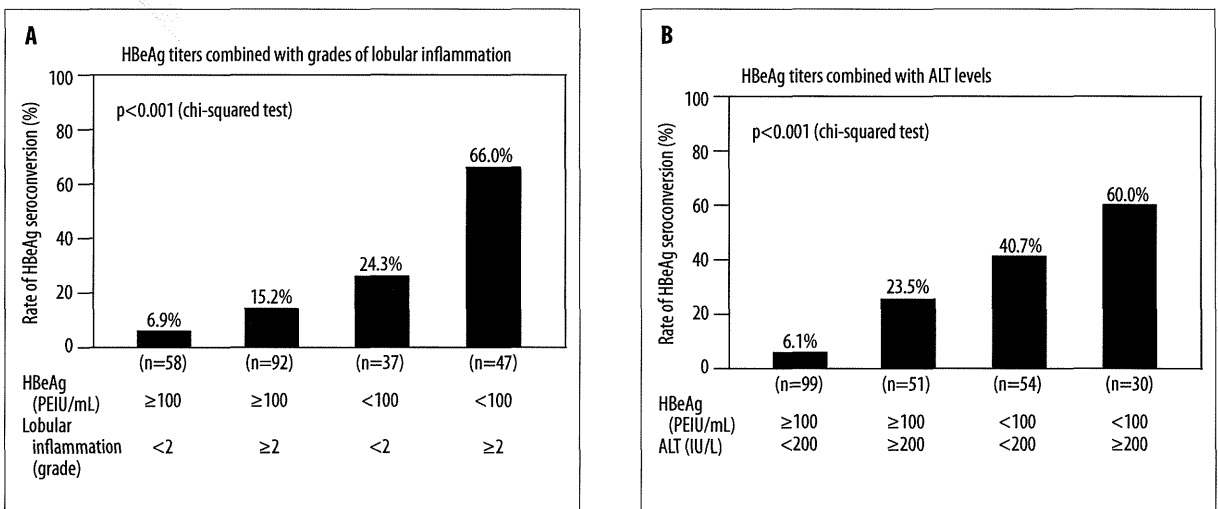 A
HBeAg titers combined with grades of lobular inflammation
Rate of HBeAg seroconversion (%)
100
80
60
40
20
0
p<0.001 (chi-squared test)
6.9%
15.2%
24.3%
66.0%
(n=58) (n=92) (n=37) (n=47)
HBeAg
(PEIU/mL) ≥100 ≥100 <100 <100
Lobular
inflammation <2 ≥2 <2 ≥2
(grade)
B
HBeAg titers combined with ALT levels
Rate of HBeAg seroconversion (%)
100
80
60
40
20
0
p<0.001 (chi-squared test)
6.1%
23.5%
40.7%
60.0%
(n=99) (n=51) (n=54) (n=30)
HBeAg
(PEIU/mL) ≥100 ≥100 <100 <100
ALT (IU/L) <200 ≥200 <200 ≥200